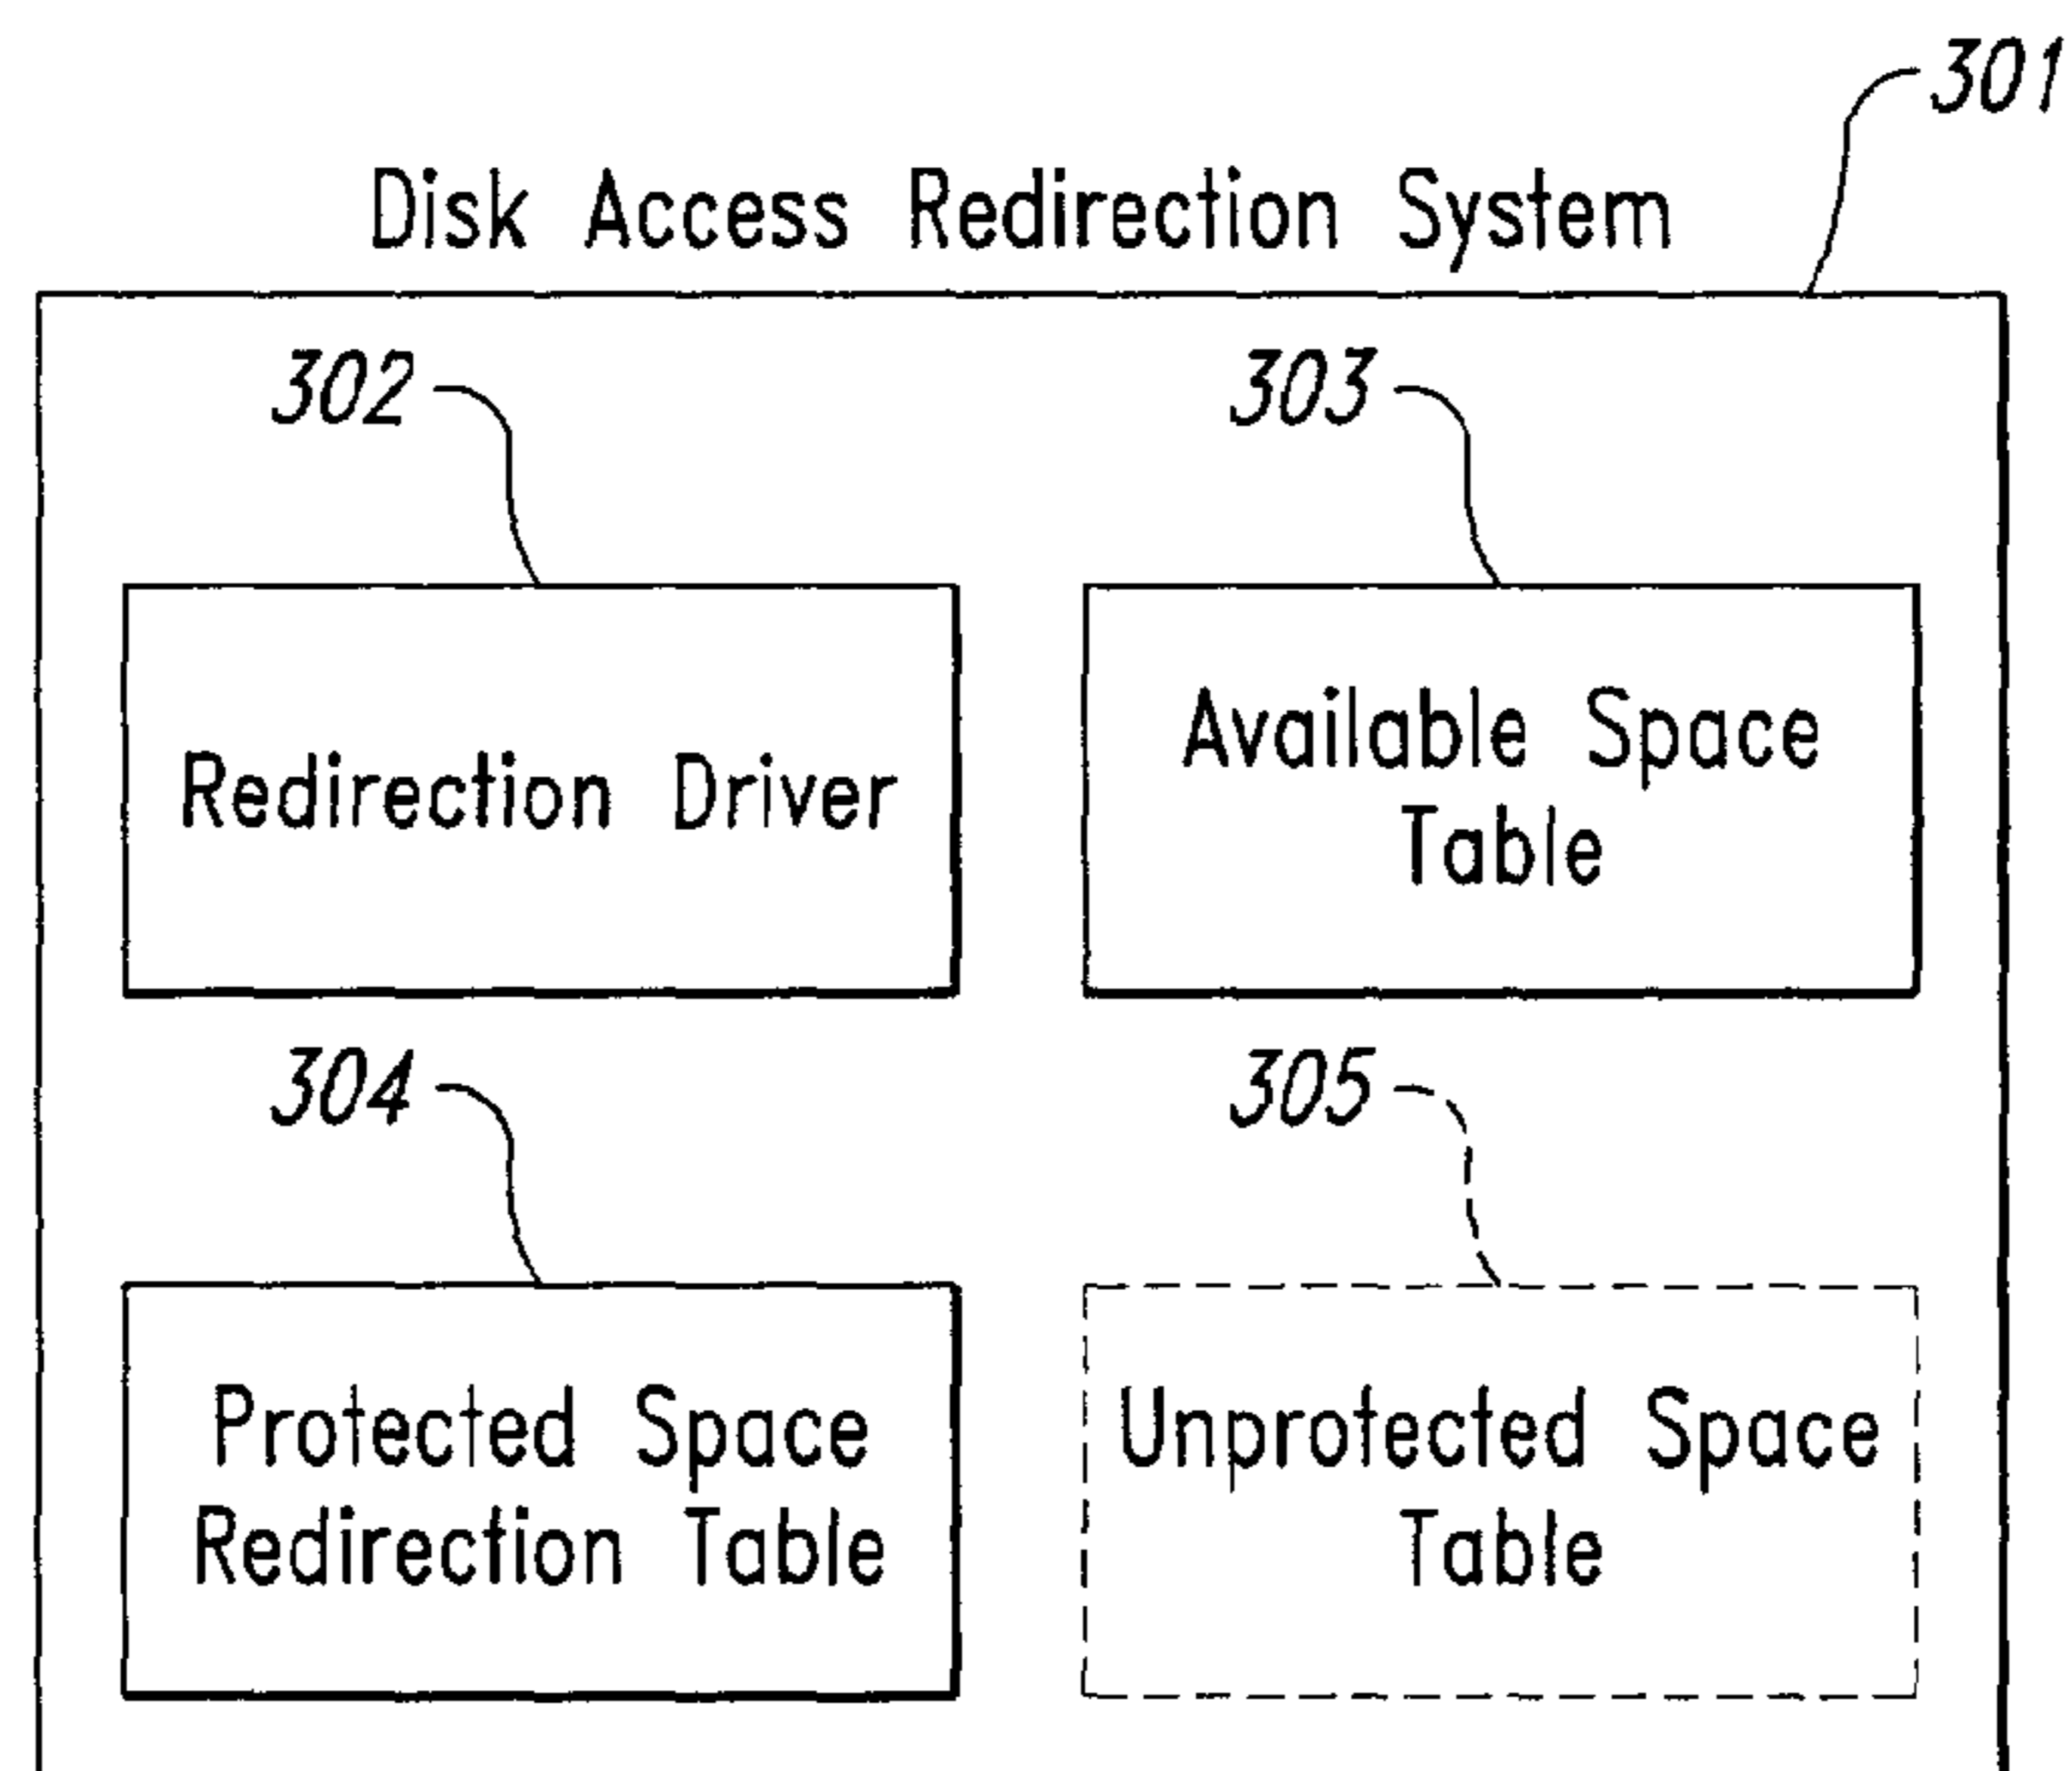 301
Disk Access Redirection System
302
303
Redirection Driver
Available Space
Table
304
305
Protected Space
Redirection Table
Unprotected Space
Table